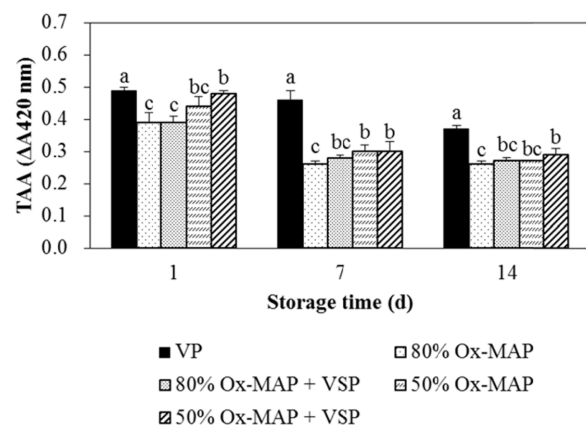 0.7
0.6
0.5
0.4
0.3
0.2
0.1
0.0
TAA (ΔA420 nm)
a c c bc b
a c bc b b
a c bc bc b
1 7 14
Storage time (d)
VP 80% Ox-MAP
80% Ox-MAP + VSP 50% Ox-MAP
50% Ox-MAP + VSP